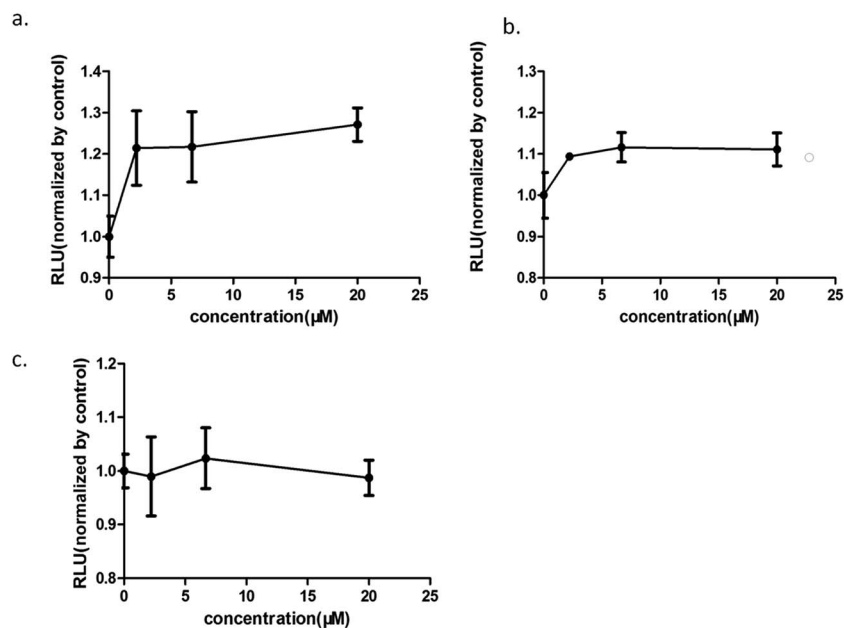 a.
RLU(normalized by control)
1.4
1.3
1.2
1.1
1.0
0.9
0 5 10 15 20 25
concentration(µM)
b.
RLU(normalized by control)
1.3
1.2
1.1
1.0
0.9
0.8
0 5 10 15 20 25
concentration(µM)
c.
RLU(normalized by control)
1.2
1.1
1.0
0.9
0.8
0 5 10 15 20 25
concentration(µM)